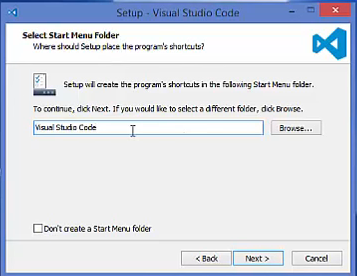 Setup - Visual Studio Code
Select Start Menu Folder
Where should Setup place the program's shortcuts?
Setup will create the program's shortcuts in the following Start Menu folder.
To continue, click Next. If you would like to select a different folder, click Browse.
Visual Studio Code
Browse...
Don't create a Start Menu folder
< Back
Next >
Cancel